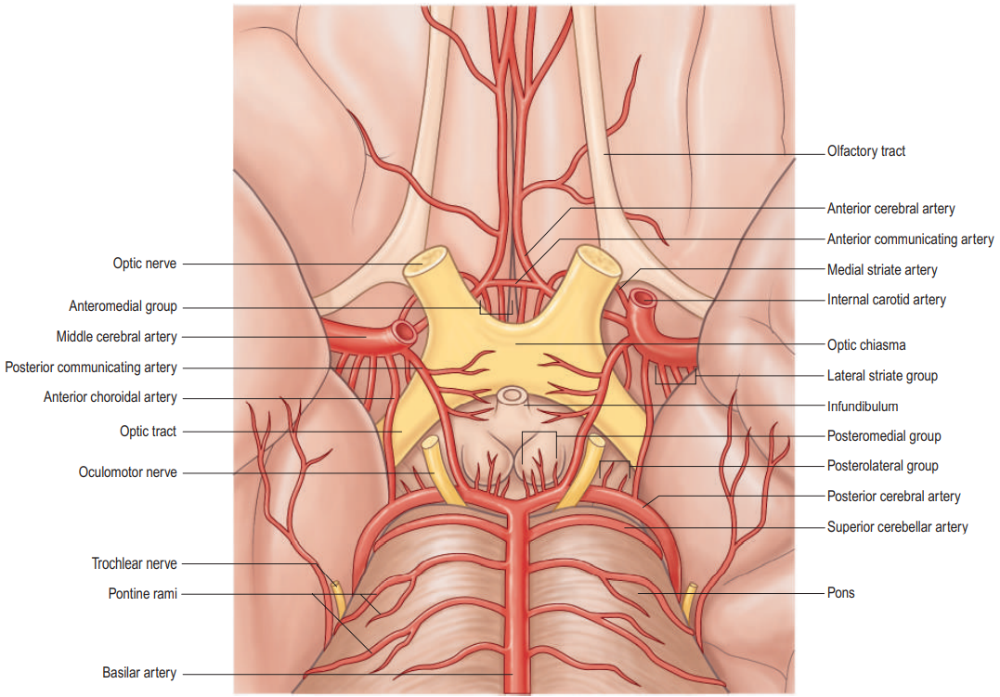 Optic nerve
Anteromedial group
Middle cerebral artery
Posterior communicating artery
Anterior choroidal artery
Optic tract
Oculomotor nerve
Trochlear nerve
Pontine rami
Basilar artery
Olfactory tract
Anterior cerebral artery
Anterior communicating artery
Medial striate artery
Internal carotid artery
Optic chiasma
Lateral striate group
Infundibulum
Posteromedial group
Posterolateral group
Posterior cerebral artery
Superior cerebellar artery
Pons